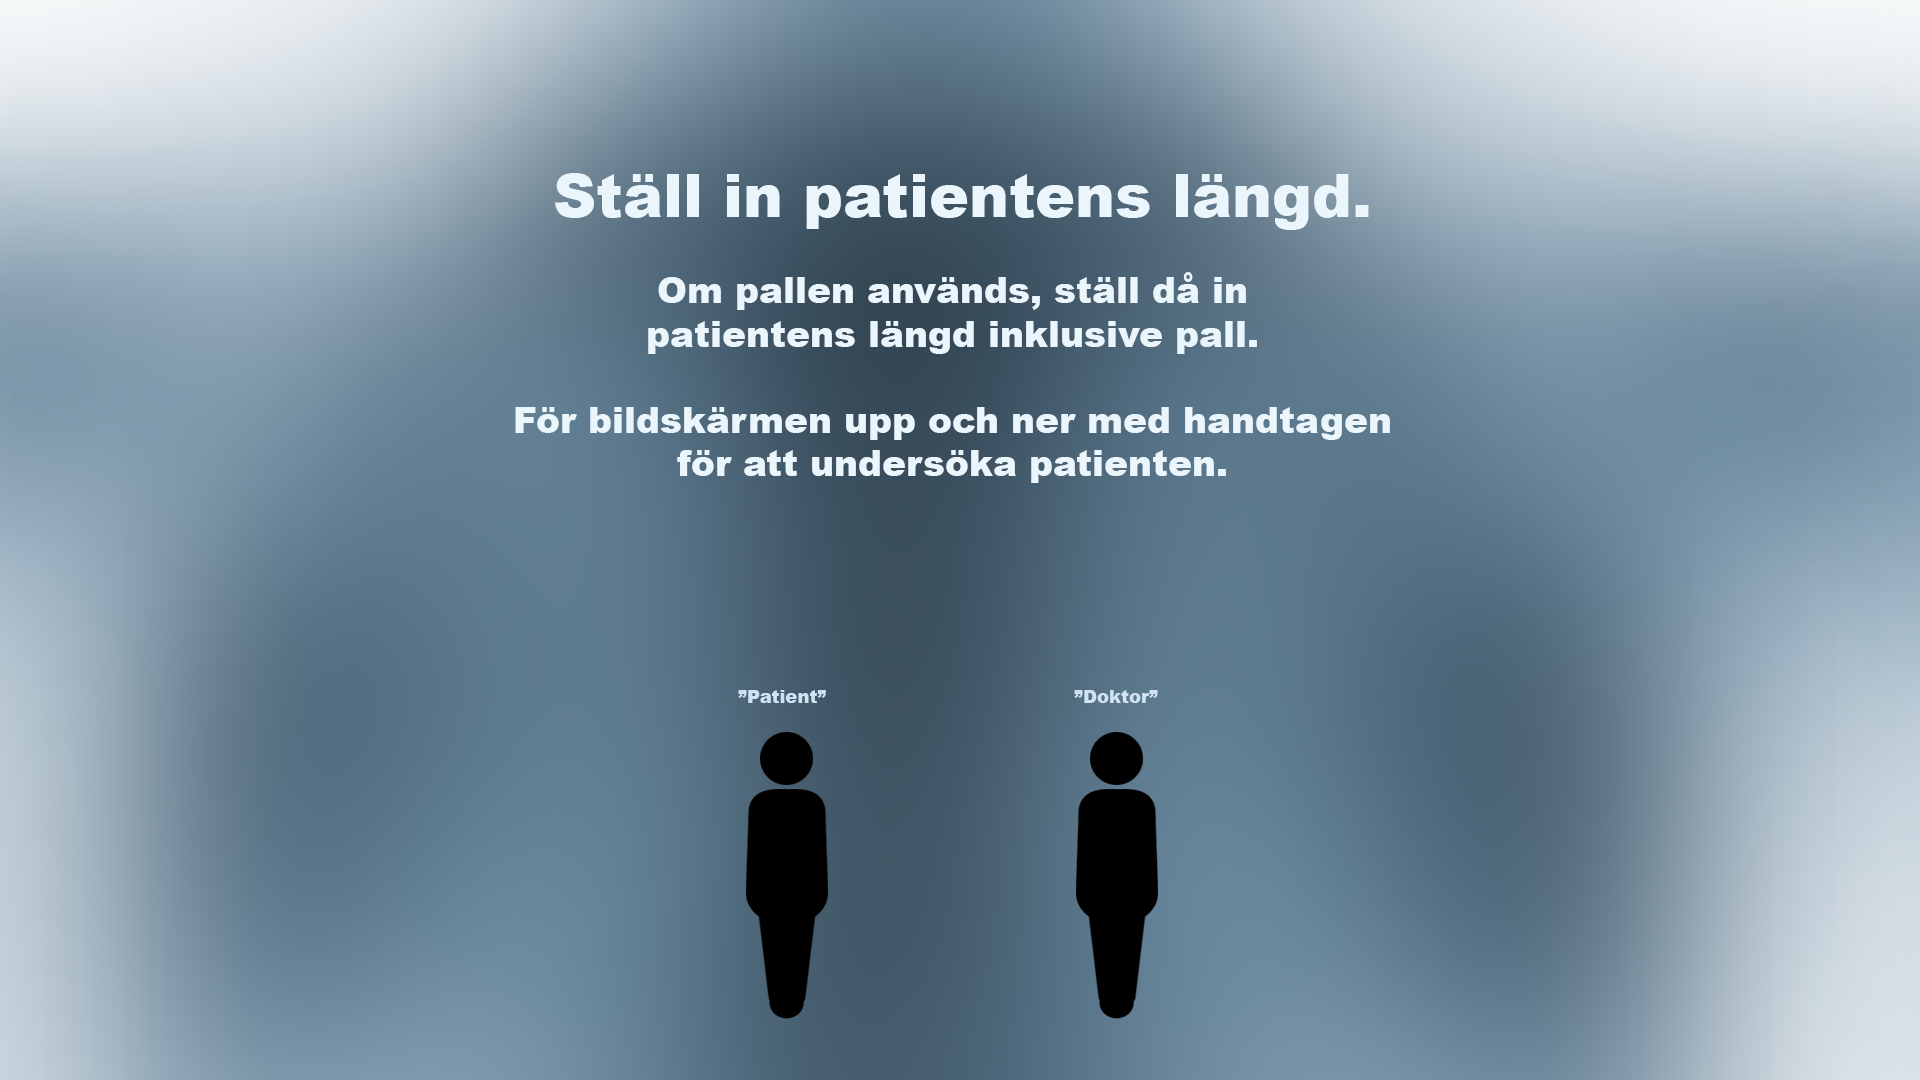 Ställ in patientens längd.
Om pallen används, ställ då in
patientens längd inklusive pall.
För bildskärmen upp och ner med handtagen
för att undersöka patienten.
”Patient”
”Doktor”